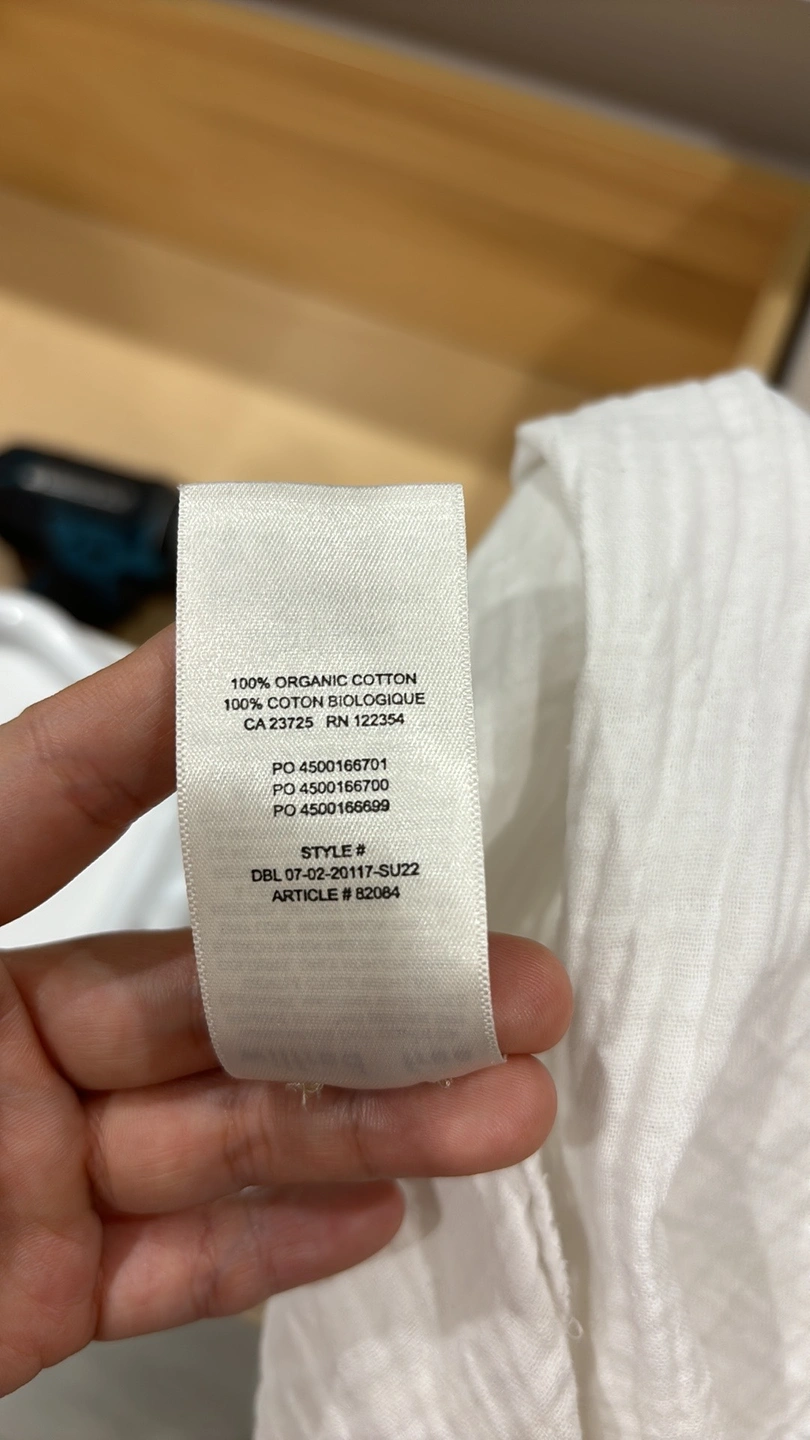 100% ORGANIC COTTON
100% COTON BIOLOGIQUE
CA 23725 RN 122354
PO 4500166701
PO 4500166700
PO 4500166699
STYLE #
DBL 07-02-20117-SU22
ARTICLE # 82084